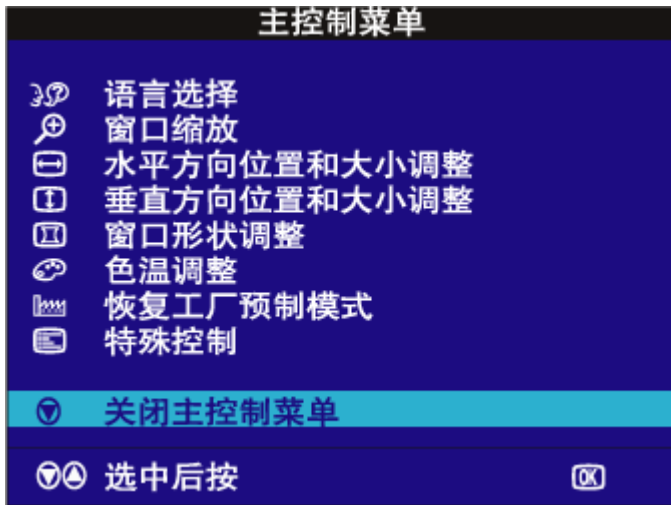 主控制菜单
语言选择
窗口缩放
水平方向位置和大小调整
垂直方向位置和大小调整
窗口形状调整
色温调整
恢复工厂预制模式
特殊控制
关闭主控制菜单
选中后按 OK